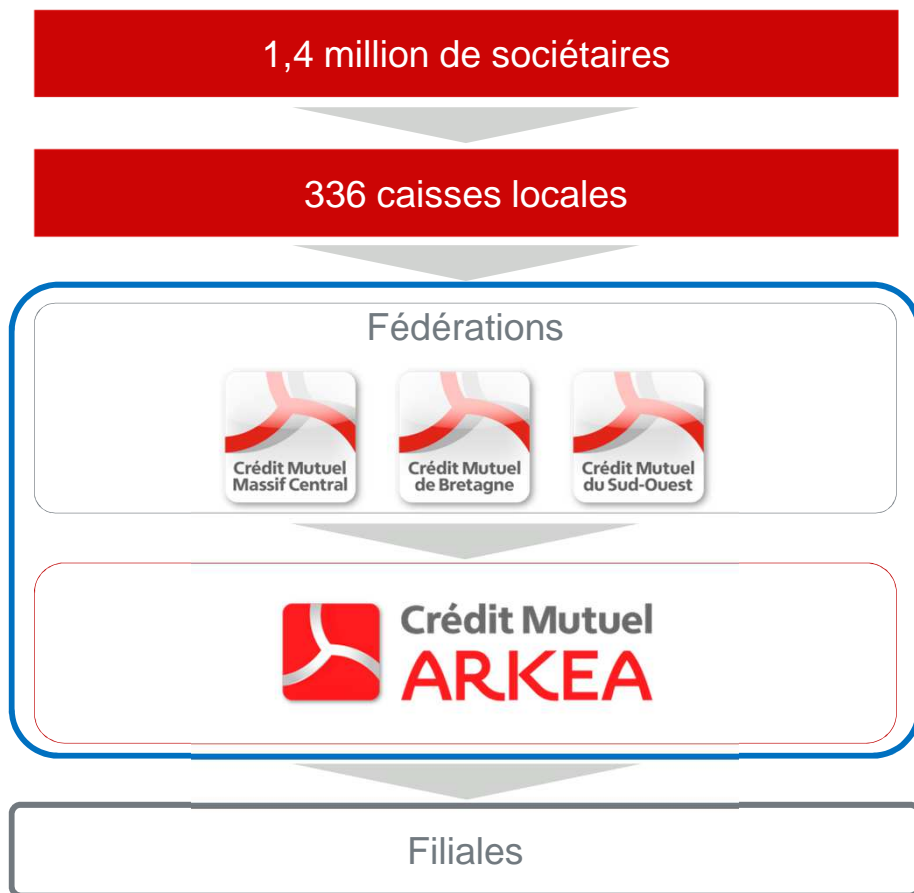 1,4 million de sociétaires
336 caisses locales
Fédérations
Crédit Mutuel
Massif Central
Crédit Mutuel
de Bretagne
Crédit Mutuel
du Sud-Ouest
Crédit Mutuel
ARKEA
Filiales